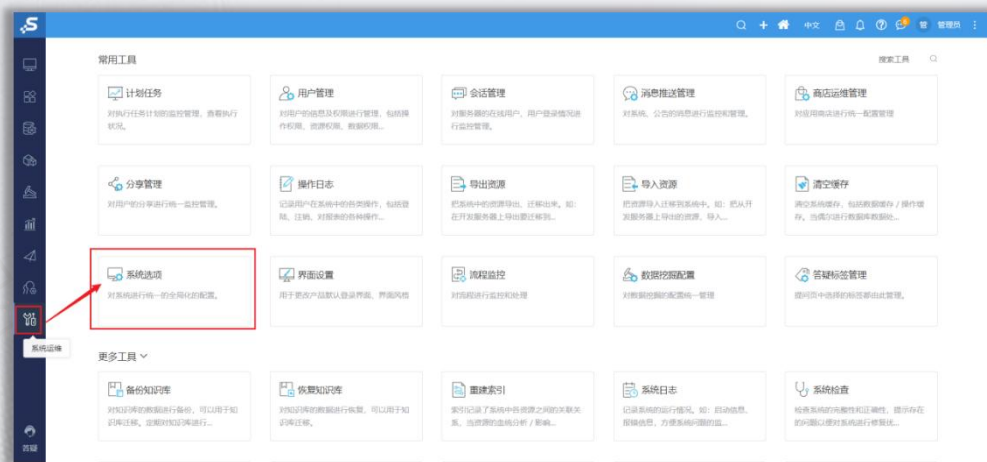 S
中文
管
管理员
常用工具
搜索工具
计划任务
对执行任务计划的监控管理，查看执行
状况。
用户管理
对用户的信息及权限进行管理，包括操
作权限，资源权限，数据权限...
会话管理
对服务器的在线用户，用户登录情况进
行监控管理。
消息推送管理
对系统、公告的消息进行监控和管理。
商店运维管理
对应用商店进行统一配置管理
分享管理
对用户的分享进行统一监控管理。
操作日志
记录用户在系统中的各类操作，包括登
陆、注销、对报表的各种操作...
导出资源
把系统中的资源导出，迁移出来。如：
在开发服务器上导出要迁移到...
导入资源
把资源导入迁移到系统中。如：把从开
发服务器上导出的资源，导入...
清空缓存
清空系统缓存，包括数据缓存 / 操作缓
存。当偶尔进行数据库数据处...
系统选项
对系统进行统一的全局化的配置。
界面设置
用于更改产品默认登录界面、界面风格
流程监控
对流程进行监控和处理
数据挖掘配置
对数据挖掘的配置统一管理
答疑标签管理
提问页中选择的标签都由此管理。
系统运维
更多工具
备份知识库
对知识库的数据进行备份，可以用于知
识库迁移。定期对知识库进行...
恢复知识库
对知识库的数据进行恢复，可以用于知
识库迁移。
重建索引
索引记录了系统中各资源之间的关联关
系，当资源的血统分析 / 影响...
系统日志
记录系统的运行情况。如：启动信息、
报错信息，方便系统问题的监...
系统检查
检查系统的完整性和正确性，提示存在
的问题以便对系统进行修复优...
答疑